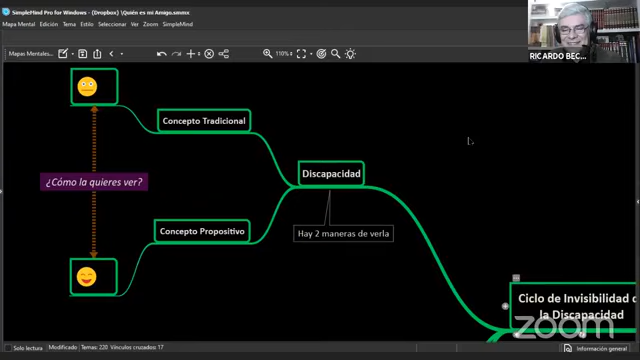 SimpleMind Pro for Windows - (Dropbox) \Quién es mi Amigo.smmx
Mapa Mental Edición Tema Estilo Seleccionar Ver Zoom SimpleMind
Mapas Mentales
110%
RICARDO BEC...
Concepto Tradicional
¿Cómo la quieres ver?
Discapacidad
Concepto Propositivo
Hay 2 maneras de verla
Ciclo de Invisibilidad d
la Discapacidad
zoom
Solo lectura Modificado Temas: 220 Vínculos cruzados: 17
Información general